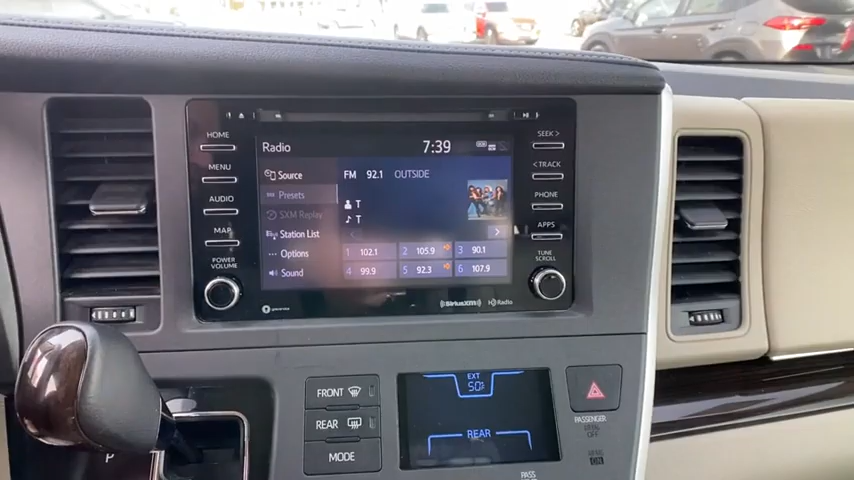 HOME
MENU
AUDIO
MAP
POWER
VOLUME
Radio 7:39
Source
Presets
SXM Replay
Station List
Options
Sound
FM 92.1 OUTSIDE
T
T
1 102.1 2 105.9 3 90.1
4 99.9 5 92.3 6 107.9
SEEK >
< TRACK
PHONE
APPS
TUNE
SCROLL
((SiriusXM)) HD Radio
FRONT
REAR
MODE
EXT
50
REAR
PASSENGER
OFF
ON
PASS
P